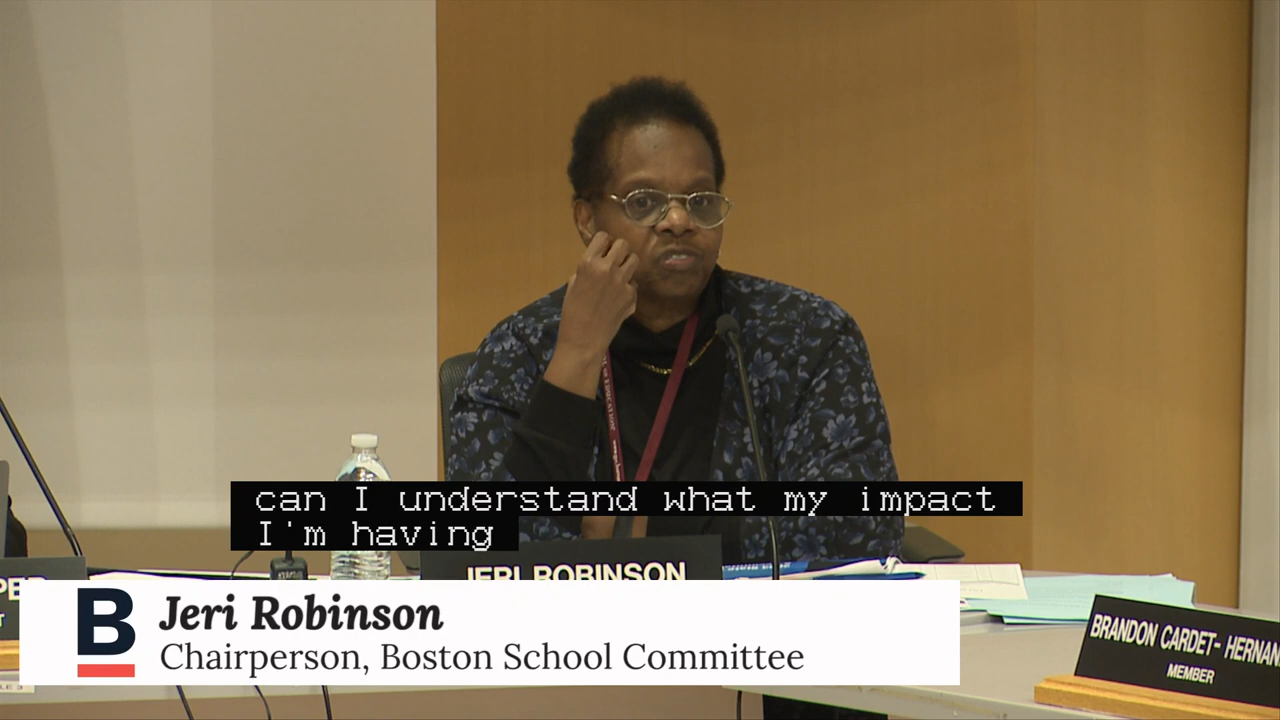 can I understand what my impact
I'm having
JERI ROBINSON
B
Jeri Robinson
Chairperson, Boston School Committee
BRANDON CARDET-HERNAN
MEMBER